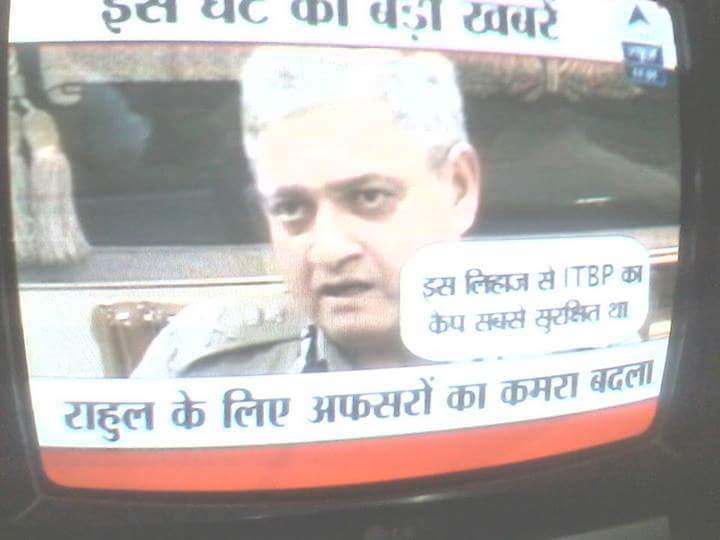 इस घंटे की बड़ी खबरें
न्यूज़
इस लिहाज से ITBP का
कैंप सबसे सुरक्षित था
राहुल के लिए अफसरों का कमरा बदला